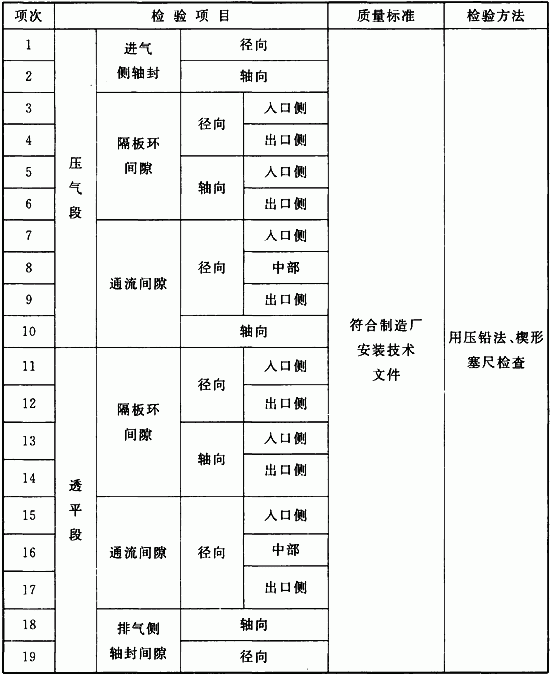 项次 检验项目 质量标准 检验方法
1 进气 径向
2 侧轴封 轴向
3 隔板环 径向 入口侧
4 间隙 出口侧
5 轴向 入口侧
6 出口侧
压
气
段
7 通流间隙 径向 入口侧
8 中部
9 出口侧
10 轴向
符合制造厂
安装技术
文件
用压铅法、楔形
塞尺检查
11 隔板环 径向 入口侧
12 间隙 出口侧
13 轴向 入口侧
14 出口侧
透
平
段
15 通流间隙 径向 入口侧
16 中部
17 出口侧
18 排气侧 轴向
19 轴封间隙 径向